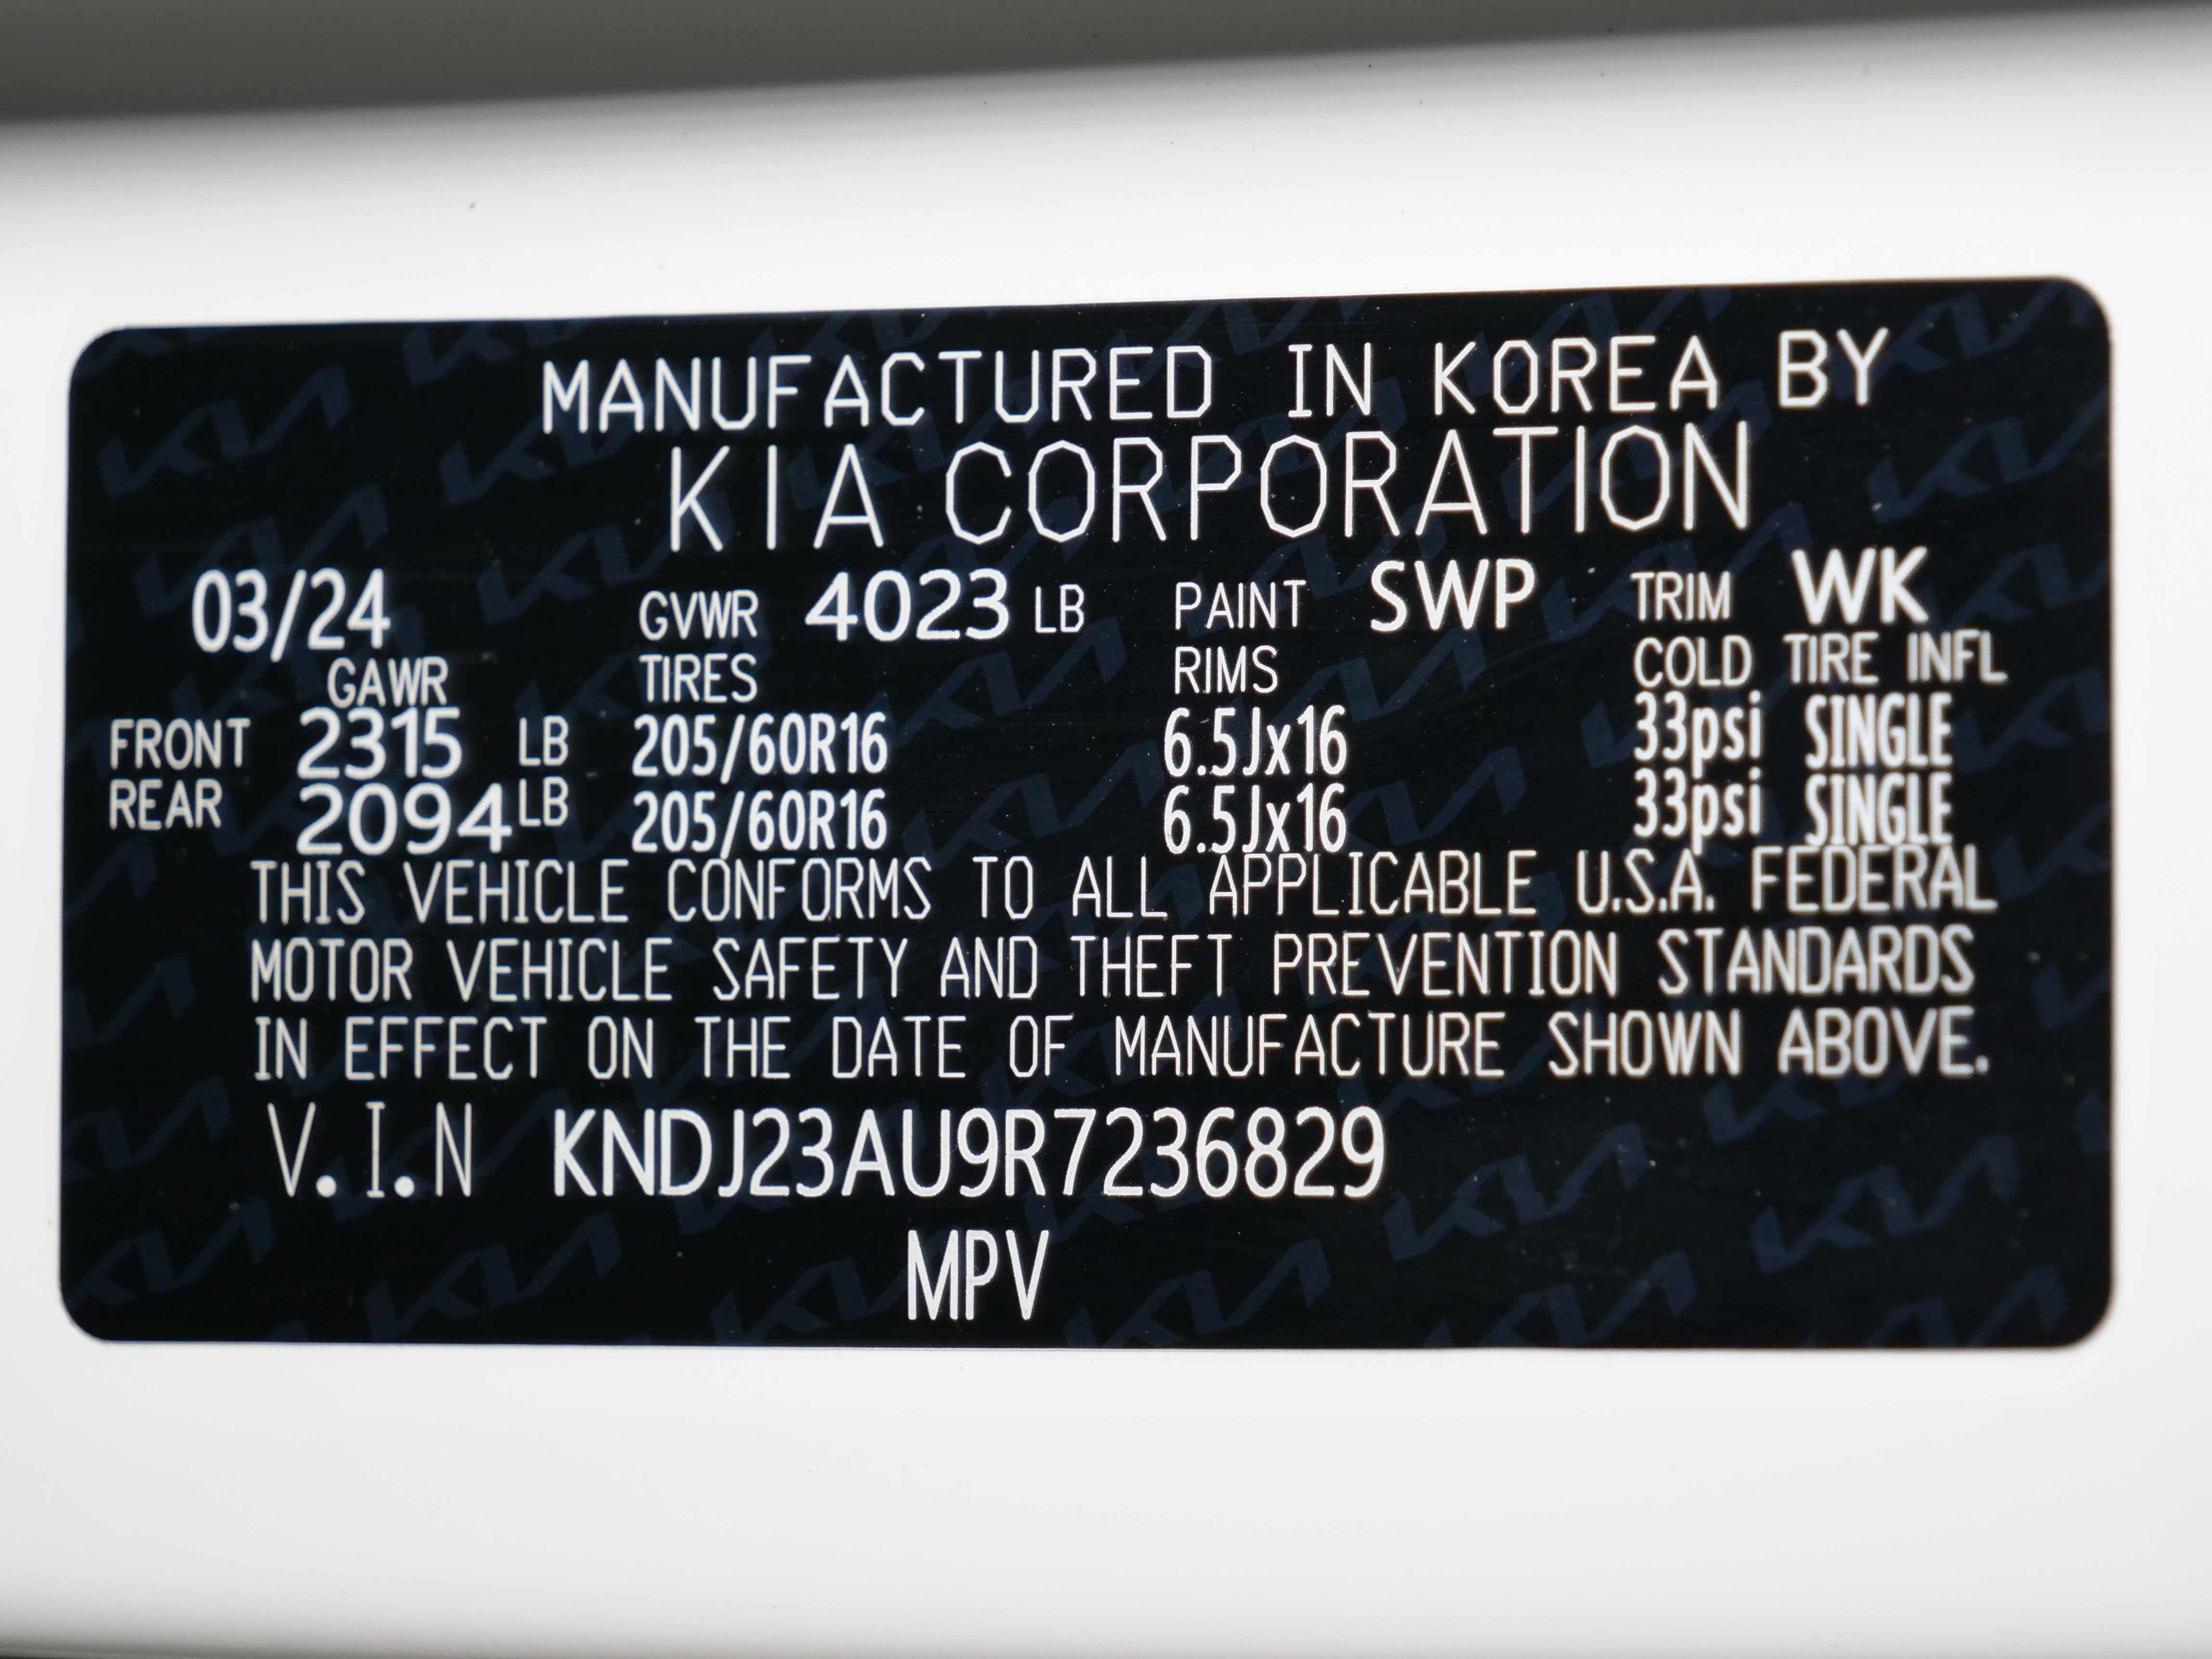 MANUFACTURED IN KOREA BY
KIA CORPORATION
03/24 GVWR 4023 LB PAINT SWP TRIM WK
GAWR TIRES RIMS COLD TIRE INFL
FRONT 2315 LB 205/60R16 6.5Jx16 33psi SINGLE
REAR 2094 LB 205/60R16 6.5Jx16 33psi SINGLE
THIS VEHICLE CONFORMS TO ALL APPLICABLE U.S.A. FEDERAL
MOTOR VEHICLE SAFETY AND THEFT PREVENTION STANDARDS
IN EFFECT ON THE DATE OF MANUFACTURE SHOWN ABOVE.
V.I.N KNDJ23AU9R7236829
MPV